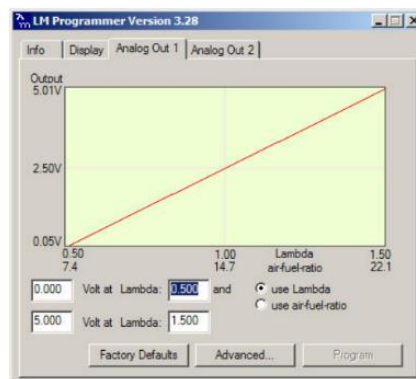 LM Programmer Version 3.28
Info Display Analog Out 1 Analog Out 2
Output
5.01V
2.50V
0.05V
0.50 1.00 Lambda 1.50
7.4 14.7 air-fuel-ratio 22.1
0.000 Volt at Lambda: 0.500 and use Lambda
use air-fuel-ratio
5.000 Volt at Lambda: 1.500
Factory Defaults Advanced... Program